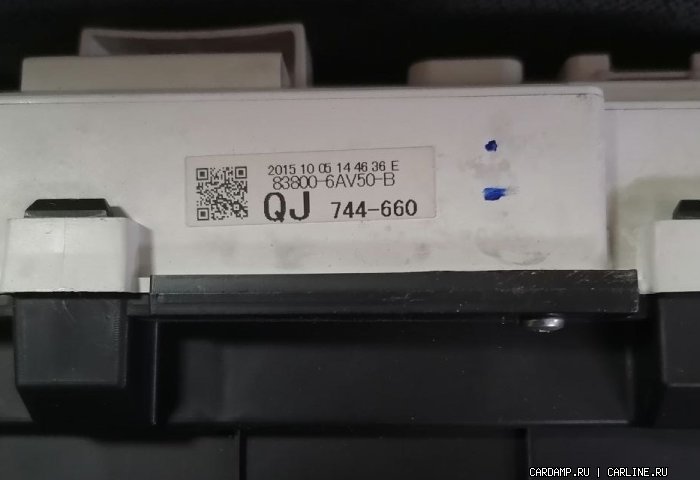 2015 10 05 14 46 36 E
83800-6AV50-B
QJ 744-660
CARDAMP.RU | CARLINE.RU